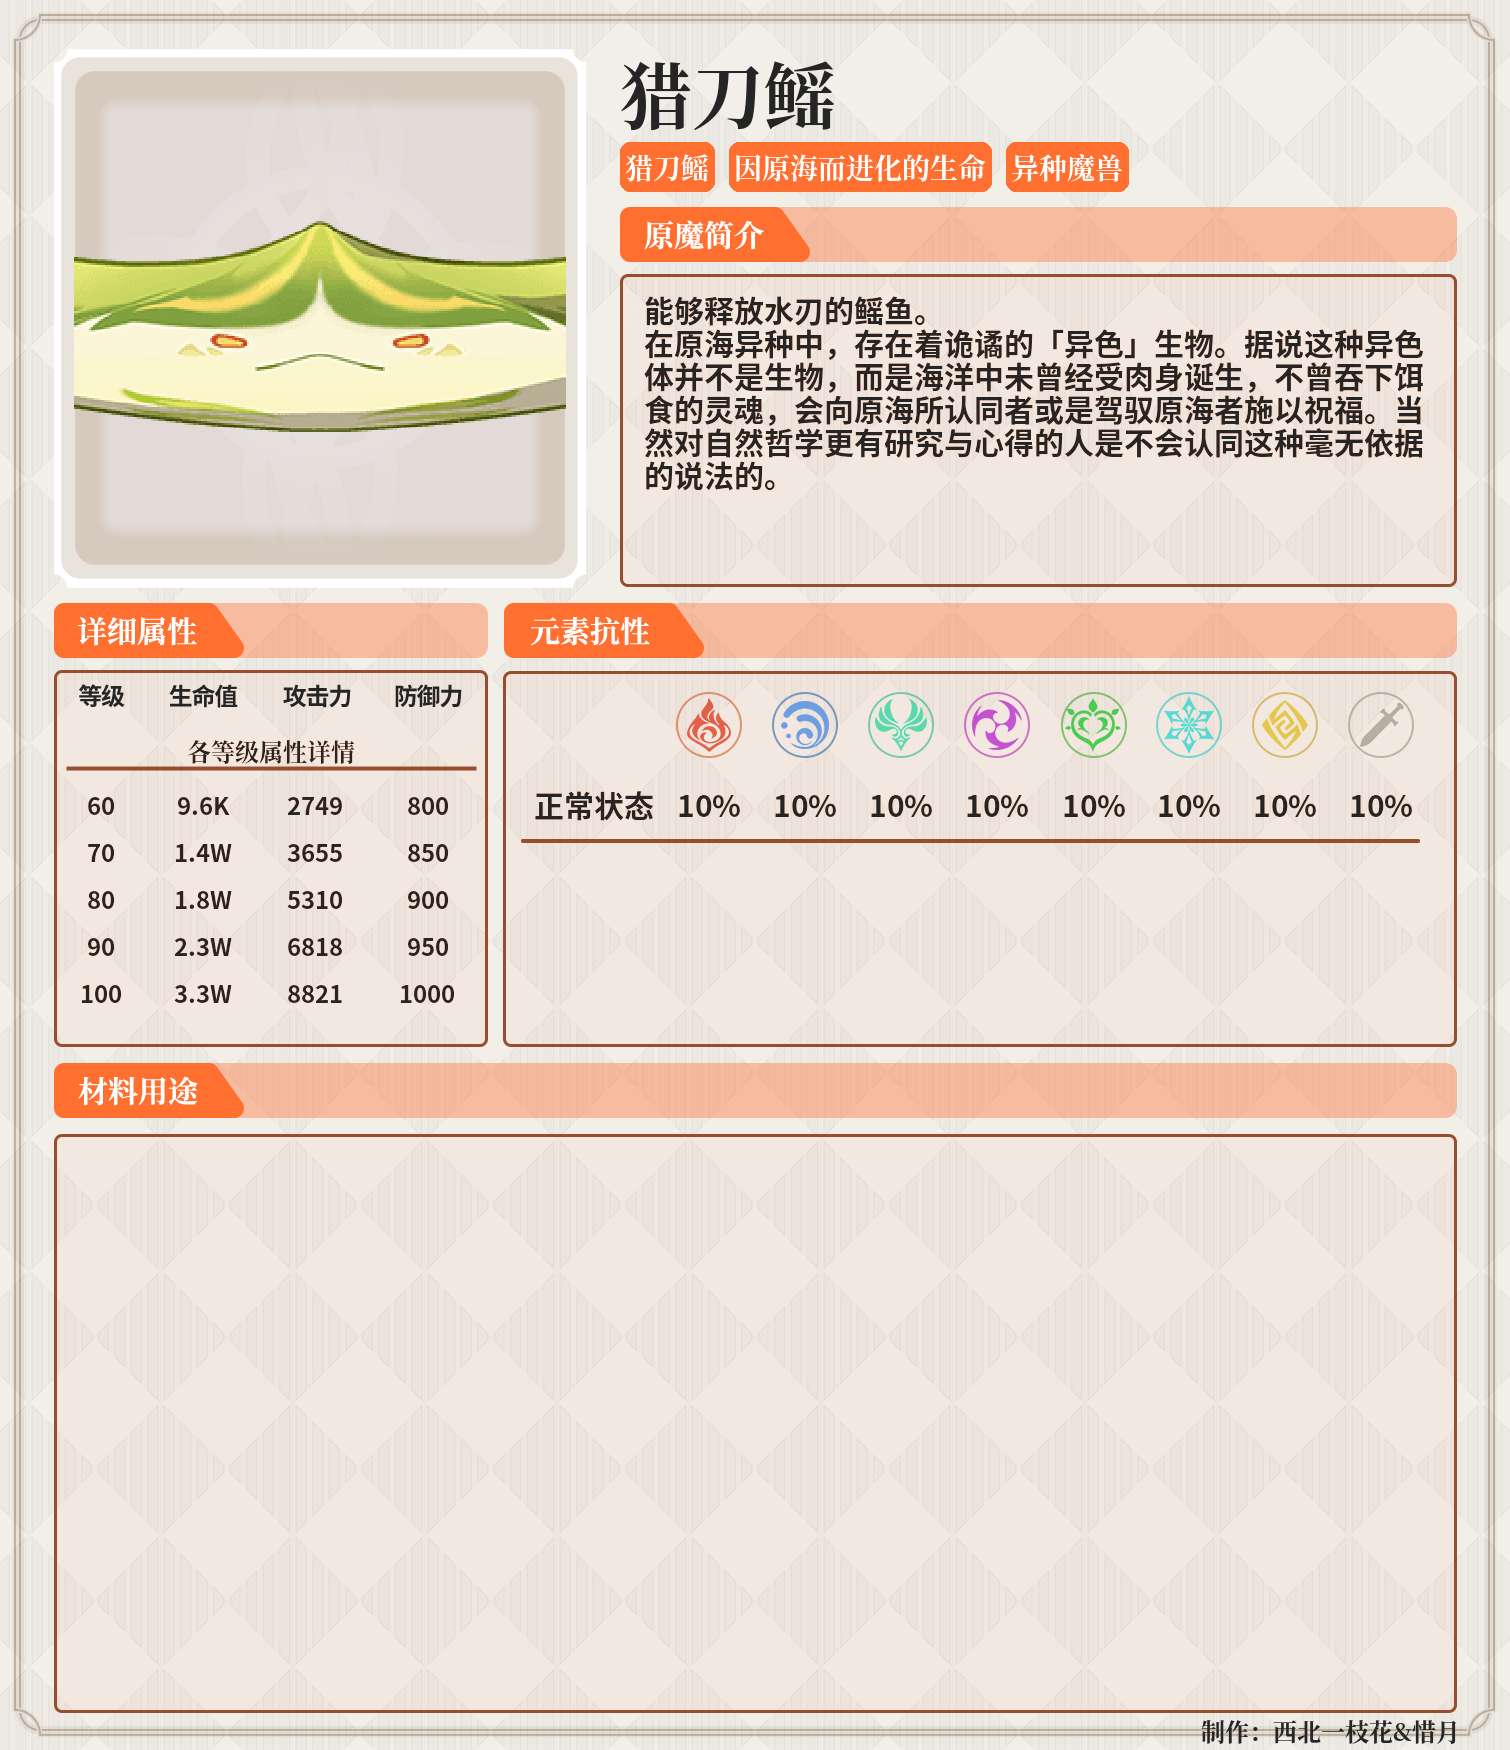 猎刀鳐
猎刀鳐 因原海而进化的生命 异种魔兽
原魔简介
能够释放水刃的鳐鱼。
在原海异种中，存在着诡谲的「异色」生物。据说这种异色
体并不是生物，而是海洋中未曾经受肉身诞生，不曾吞下饵
食的灵魂，会向原海所认同者或是驾驭原海者施以祝福。当
然对自然哲学更有研究与心得的人是不会认同这种毫无依据
的说法的。
详细属性
等级 生命值 攻击力 防御力
各等级属性详情
60 9.6K 2749 800
70 1.4W 3655 850
80 1.8W 5310 900
90 2.3W 6818 950
100 3.3W 8821 1000
元素抗性
正常状态 10% 10% 10% 10% 10% 10% 10% 10%
材料用途
制作：西北一枝花&惜月